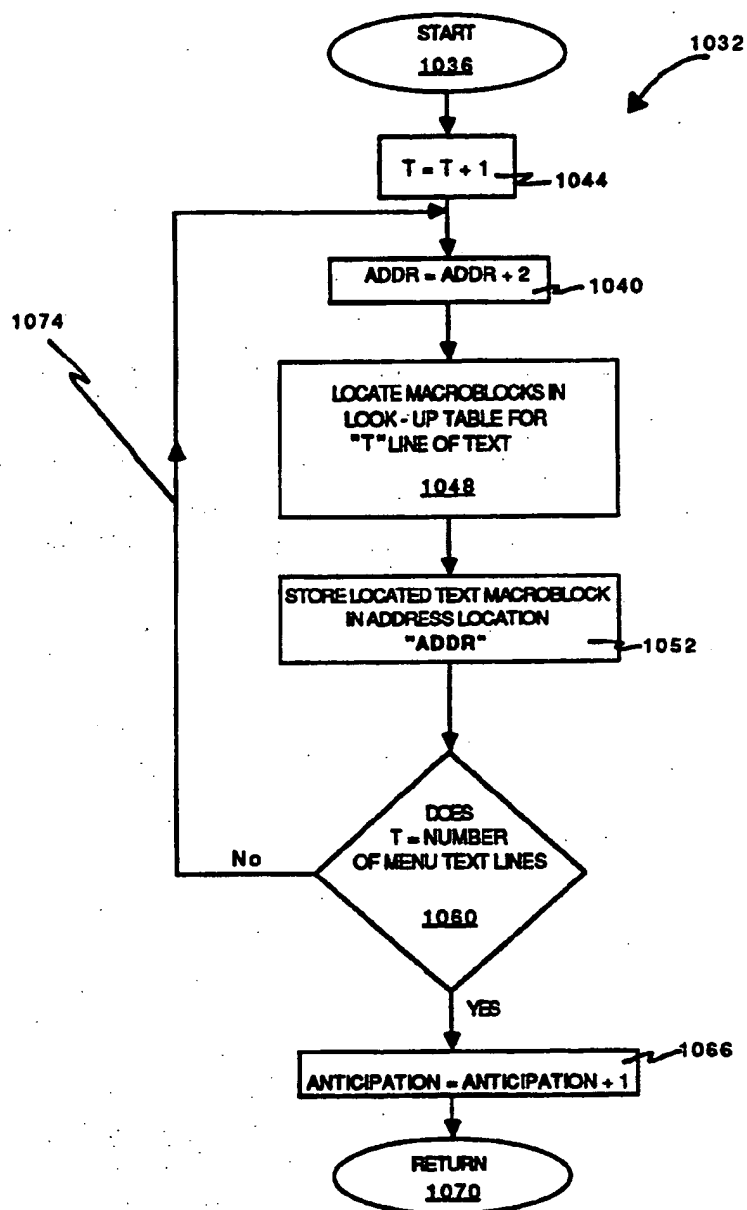 START
1036
1032
T = T + 1
1044
ADDR = ADDR + 2
1040
1074
LOCATE MACROBLOCKS IN
LOOK - UP TABLE FOR
"T" LINE OF TEXT
1048
STORE LOCATED TEXT MACROBLOCK
IN ADDRESS LOCATION
"ADDR"
1052
DOES
T = NUMBER
OF MENU TEXT LINES
1060
No
YES
1066
ANTICIPATION = ANTICIPATION + 1
RETURN
1070